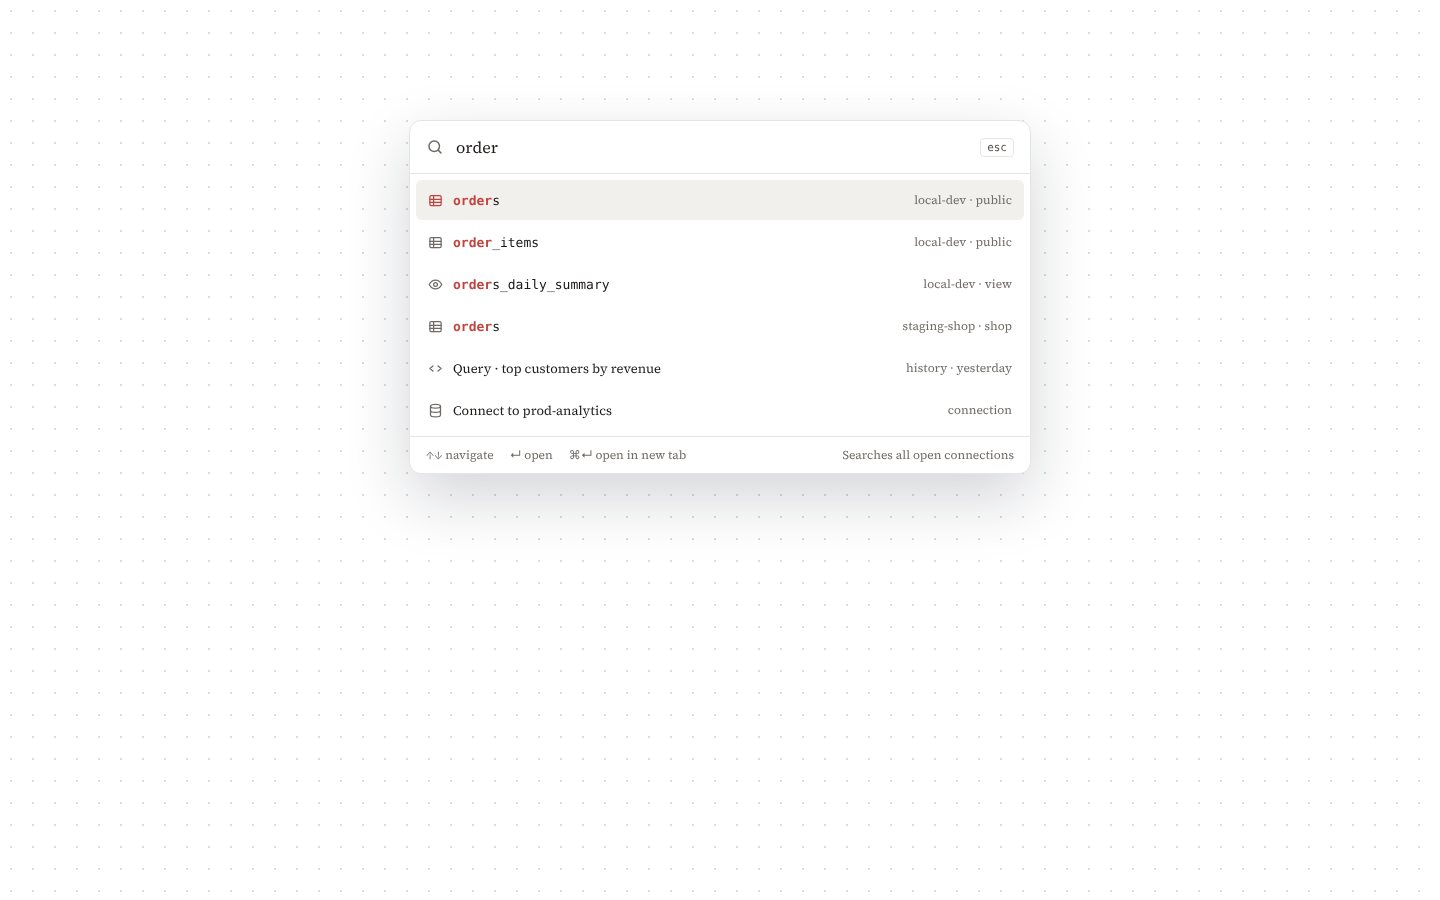 order esc
orders local-dev · public
order_items local-dev · public
orders_daily_summary local-dev · view
orders staging-shop · shop
Query · top customers by revenue history · yesterday
Connect to prod-analytics connection
↑↓ navigate ↵ open ⌘↵ open in new tab Searches all open connections